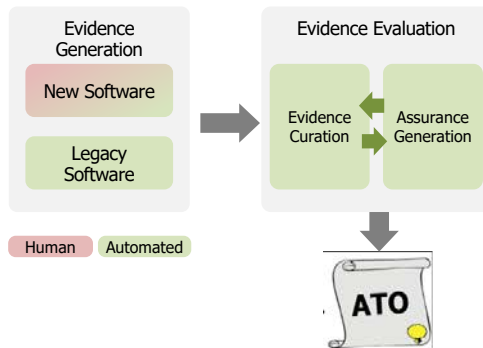 Evidence
Generation
New Software
Legacy
Software
Human
Automated
Evidence Evaluation
Evidence
Curation
Assurance
Generation
ATO